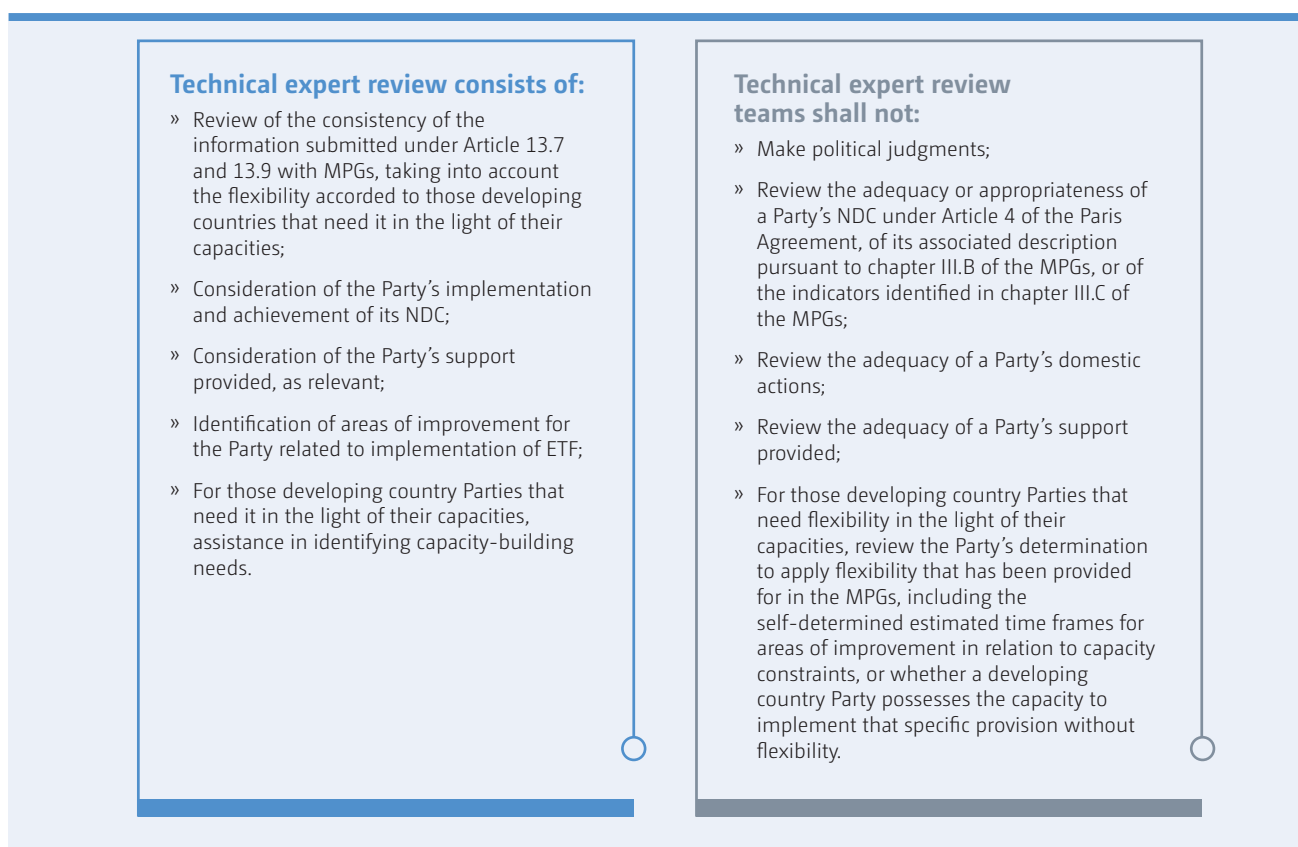 Technical expert review consists of:
» Review of the consistency of the
information submitted under Article 13.7
and 13.9 with MPGs, taking into account
the flexibility accorded to those developing
countries that need it in the light of their
capacities;
» Consideration of the Party’s implementation
and achievement of its NDC;
» Consideration of the Party’s support
provided, as relevant;
» Identification of areas of improvement for
the Party related to implementation of ETF;
» For those developing country Parties that
need it in the light of their capacities,
assistance in identifying capacity-building
needs.
Technical expert review
teams shall not:
» Make political judgments;
» Review the adequacy or appropriateness of
a Party’s NDC under Article 4 of the Paris
Agreement, of its associated description
pursuant to chapter III.B of the MPGs, or of
the indicators identified in chapter III.C of
the MPGs;
» Review the adequacy of a Party’s domestic
actions;
» Review the adequacy of a Party’s support
provided;
» For those developing country Parties that
need flexibility in the light of their
capacities, review the Party’s determination
to apply flexibility that has been provided
for in the MPGs, including the
self-determined estimated time frames for
areas of improvement in relation to capacity
constraints, or whether a developing
country Party possesses the capacity to
implement that specific provision without
flexibility.